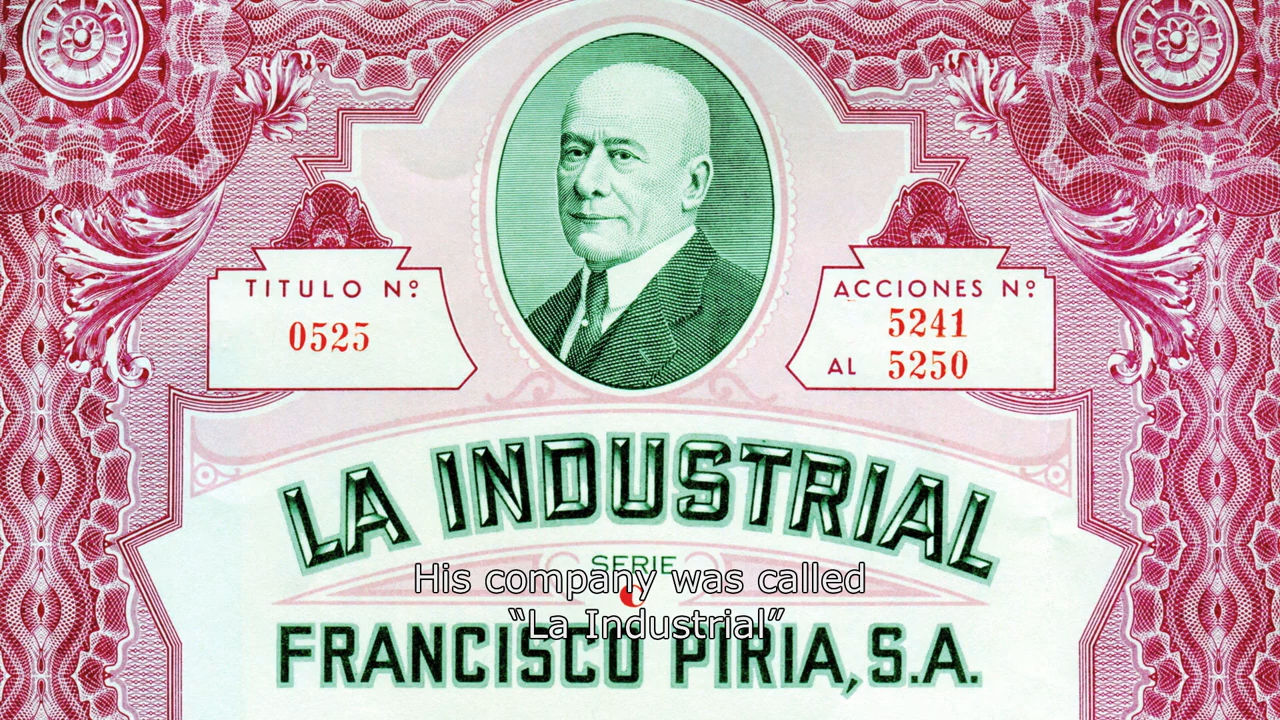 TITULO Nº
0525
ACCIONES Nº
5241
AL 5250
LA INDUSTRIAL
SERIE
C
His company was called
“La Industrial”
FRANCISCO PIRIA, S.A.